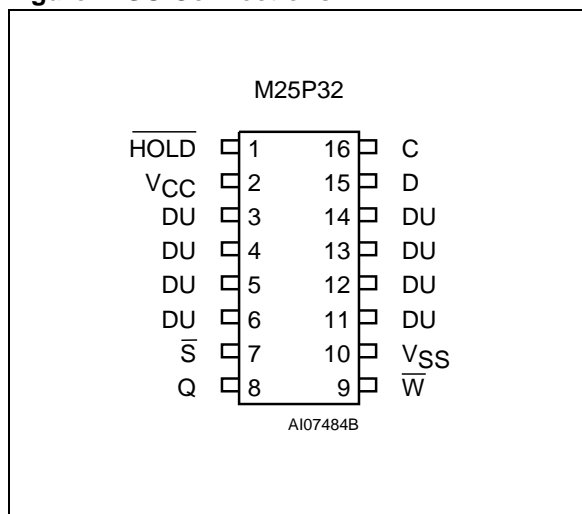 M25P32
HOLD 1 16 C
VCC 2 15 D
DU 3 14 DU
DU 4 13 DU
DU 5 12 DU
DU 6 11 DU
S 7 10 VSS
Q 8 9 W
AI07484B